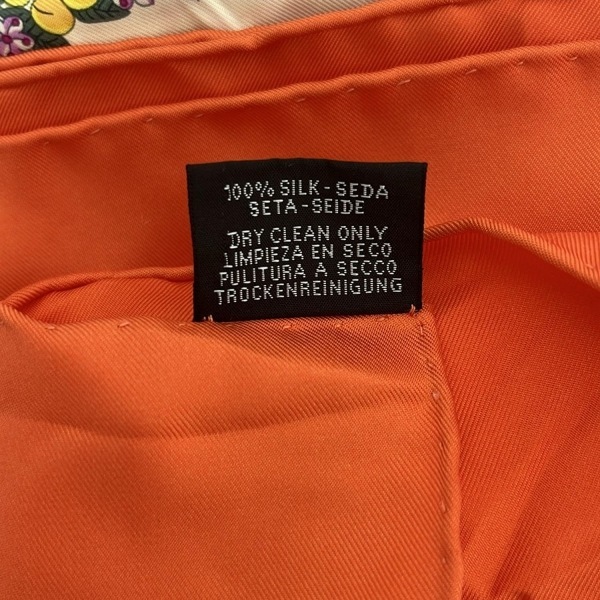 100% SILK-SEDA
SETA-SEIDE
DRY CLEAN ONLY
LIMPIEZA EN SECO
PULITURA A SECCO
TROCKENREINIGUNG